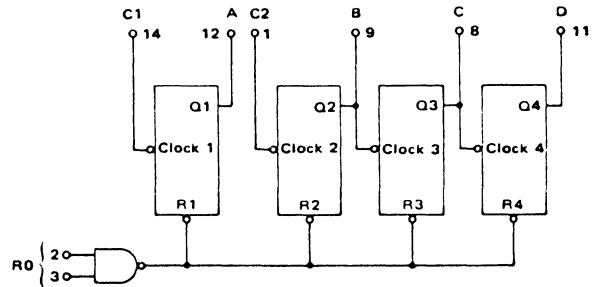 C1 A C2 B C D
14 12 1 9 8 11
Q1 Q2 Q3 Q4
Clock 1 Clock 2 Clock 3 Clock 4
R1 R2 R3 R4
R0 2
3